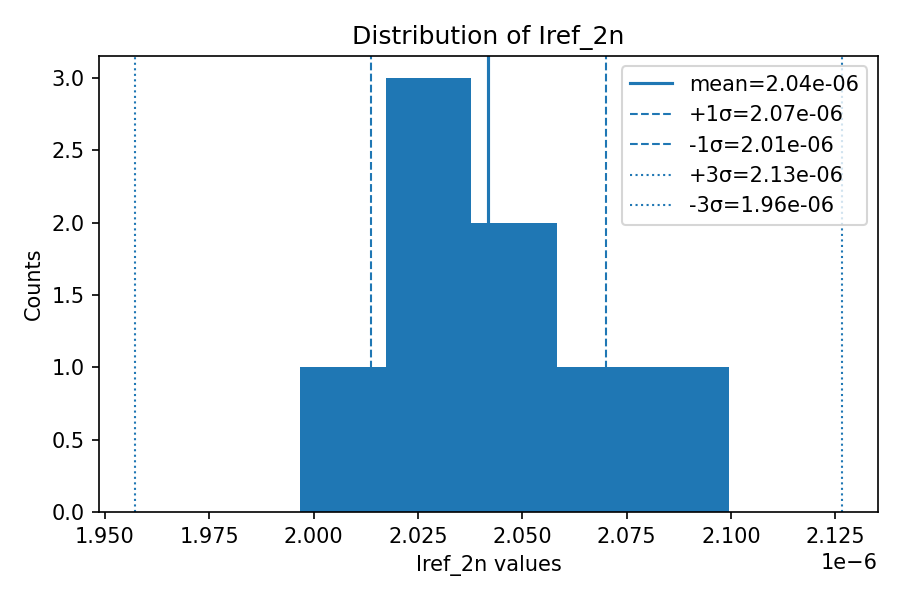 Distribution of Iref_2n
mean=2.04e-06
+1σ=2.07e-06
-1σ=2.01e-06
+3σ=2.13e-06
-3σ=1.96e-06
3.0
2.5
2.0
1.5
1.0
0.5
0.0
Counts
1.950 1.975 2.000 2.025 2.050 2.075 2.100 2.125
1e−6
Iref_2n values